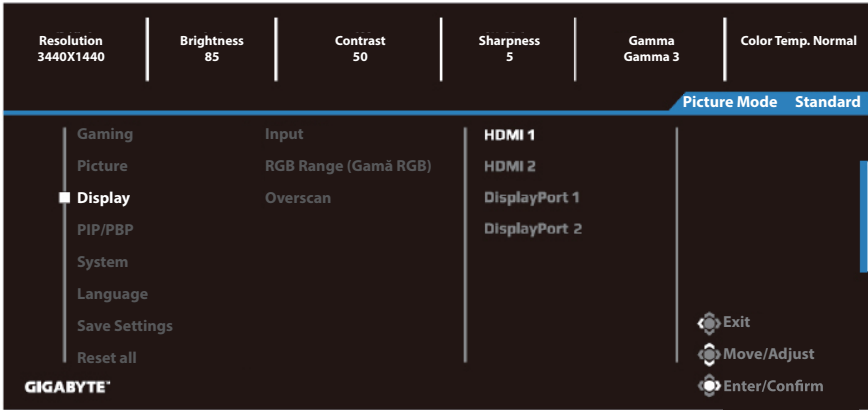 Resolution
3440X1440
Brightness
85
Contrast
50
Sharpness
5
Gamma
Gamma 3
Color Temp. Normal
Picture Mode Standard
Gaming
Picture
Display
PIP/PBP
System
Language
Save Settings
Reset all
Input
RGB Range (Gamă RGB)
Overscan
HDMI 1
HDMI 2
DisplayPort 1
DisplayPort 2
Exit
Move/Adjust
Enter/Confirm
GIGABYTE™